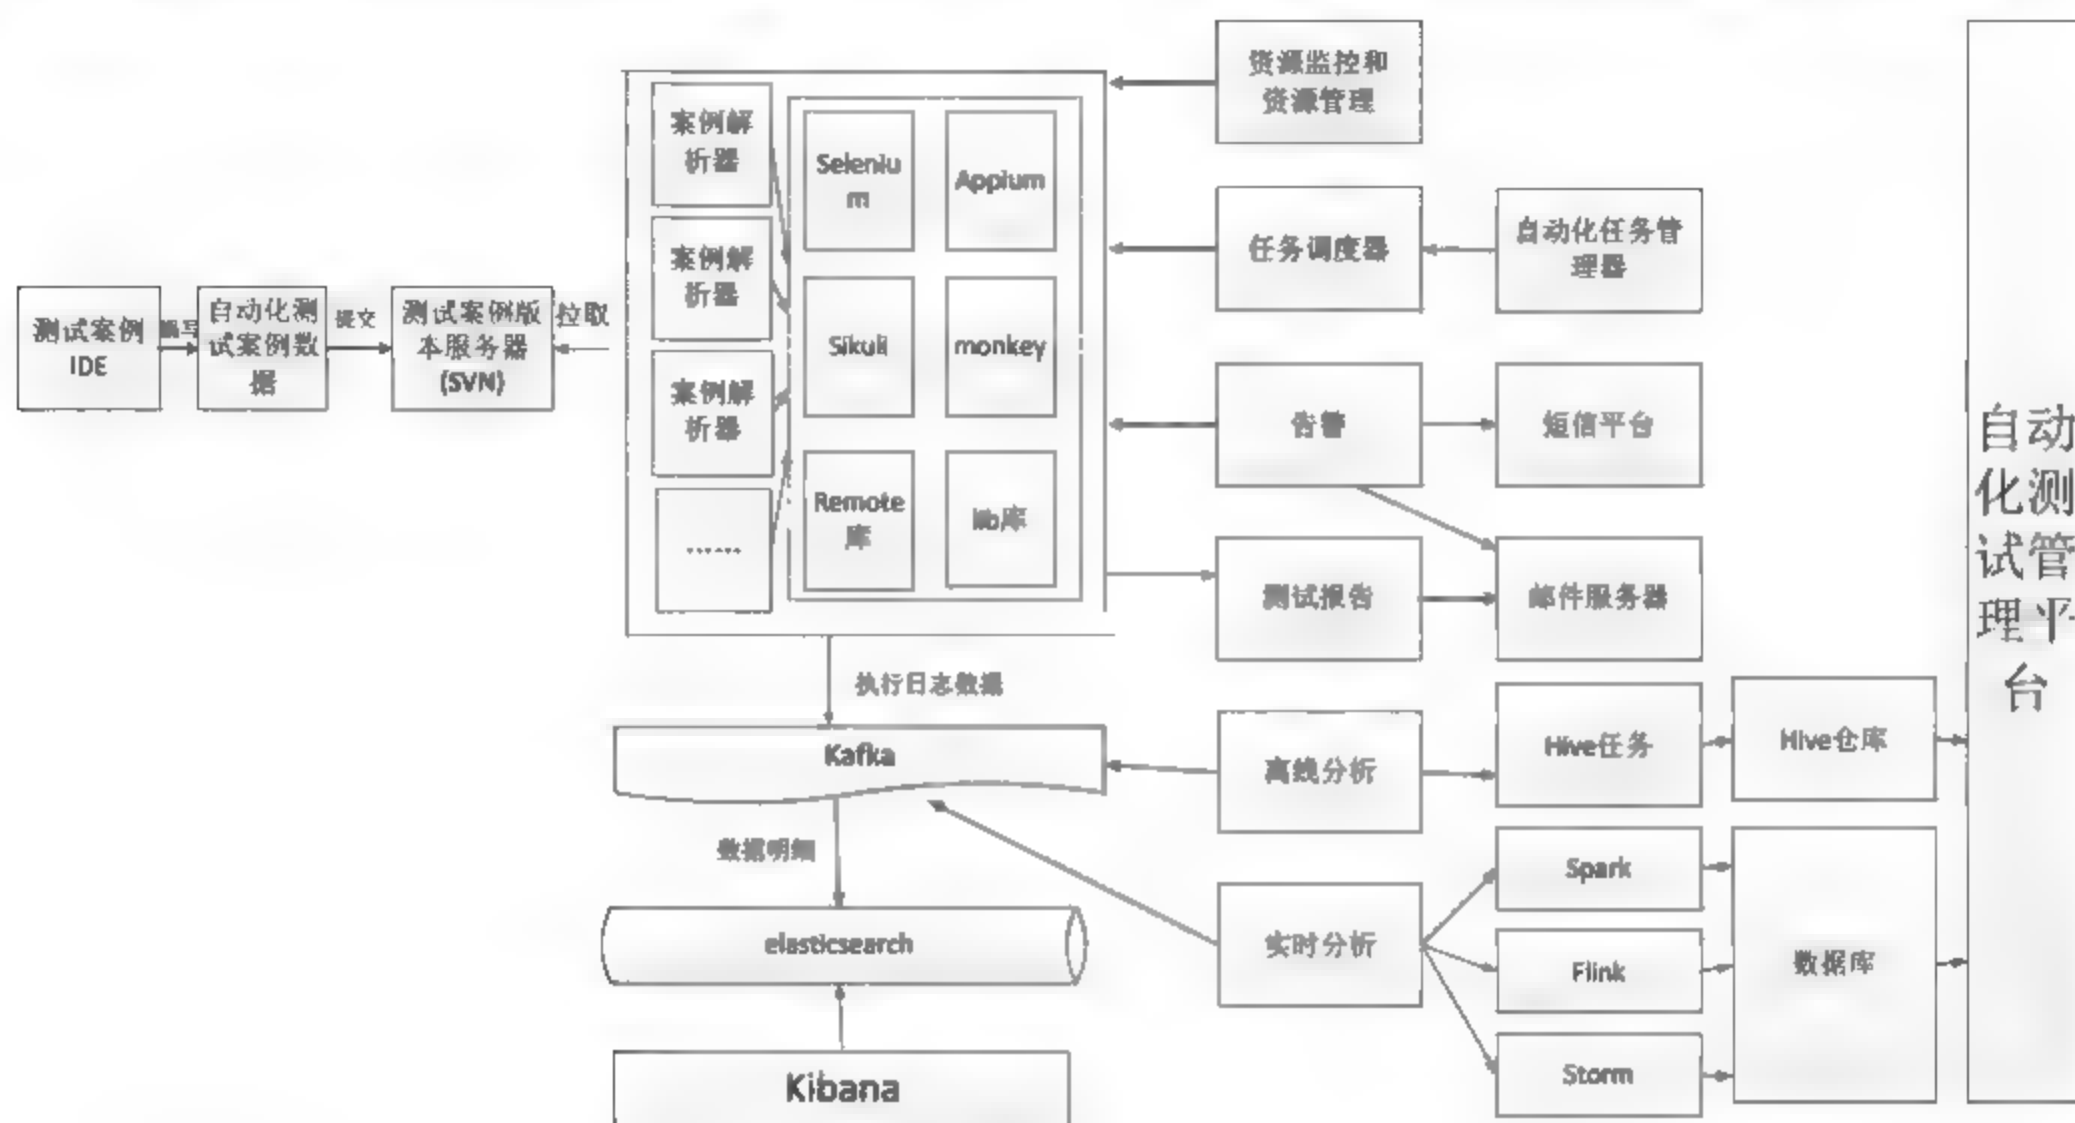 测试案例
IDE
编写
自动化测
试案例数
据
提交
测试案例版
本服务器
(SVN)
拉取
案例解
析器
案例解
析器
案例解
析器
······
Seleniu
m
Appium
Sikuli
monkey
Remote
库
lib库
资源监控和
资源管理
任务调度器
自动化任务管
理器
告警
短信平台
测试报告
邮件服务器
执行日志数据
Kafka
数据明细
elasticsearch
Kibana
离线分析
Hive任务
Hive仓库
实时分析
Spark
Flink
Storm
数据库
自动
化测
试管
理平
台